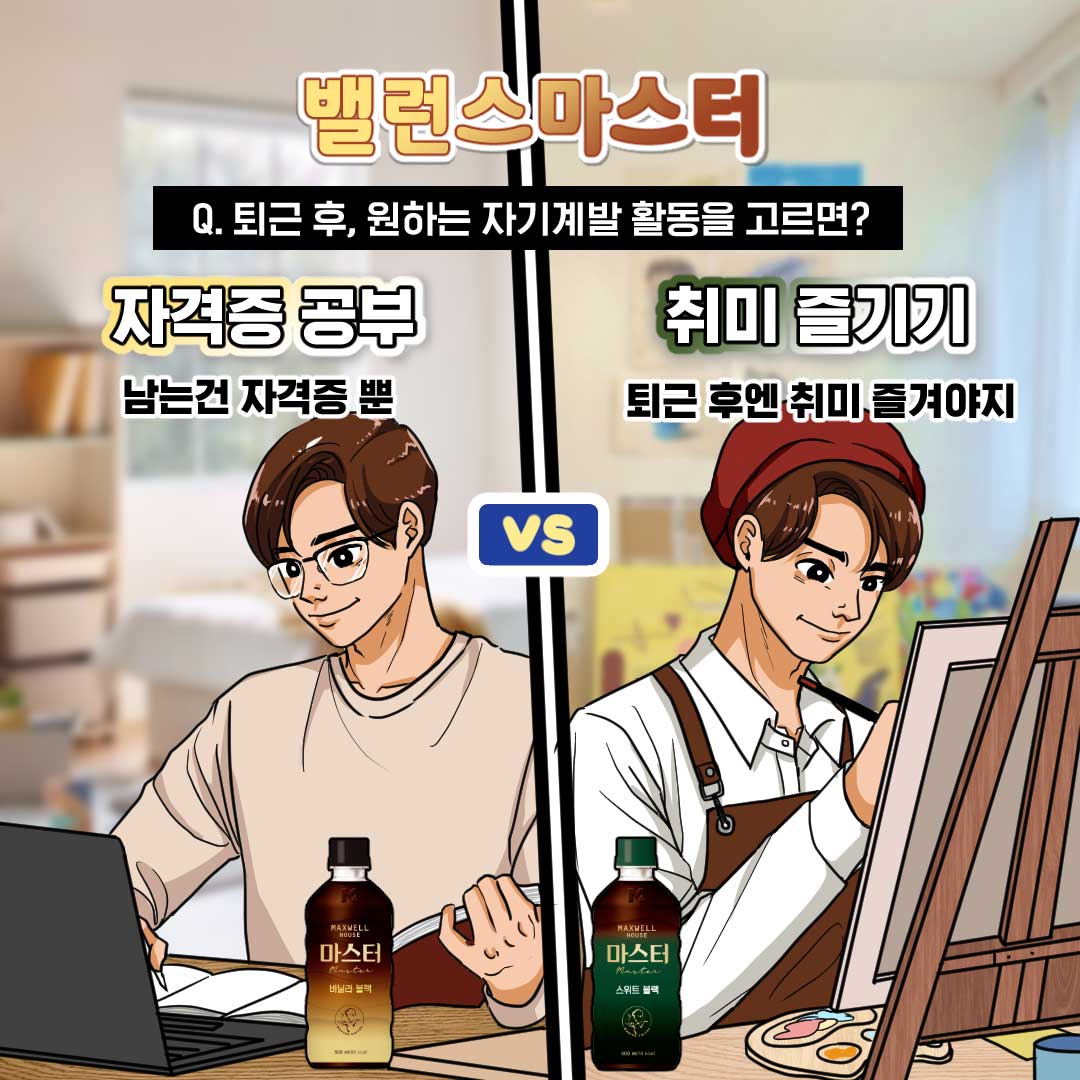 밸런스마스터
Q. 퇴근 후, 원하는 자기계발 활동을 고르면?
자격증 공부
남는건 자격증 뿐
취미 즐기기
퇴근 후엔 취미 즐겨야지
VS
MAXWELL
HOUSE
마스터
Master
바닐라 블랙
MAXWELL
HOUSE
마스터
Master
스위트 블랙